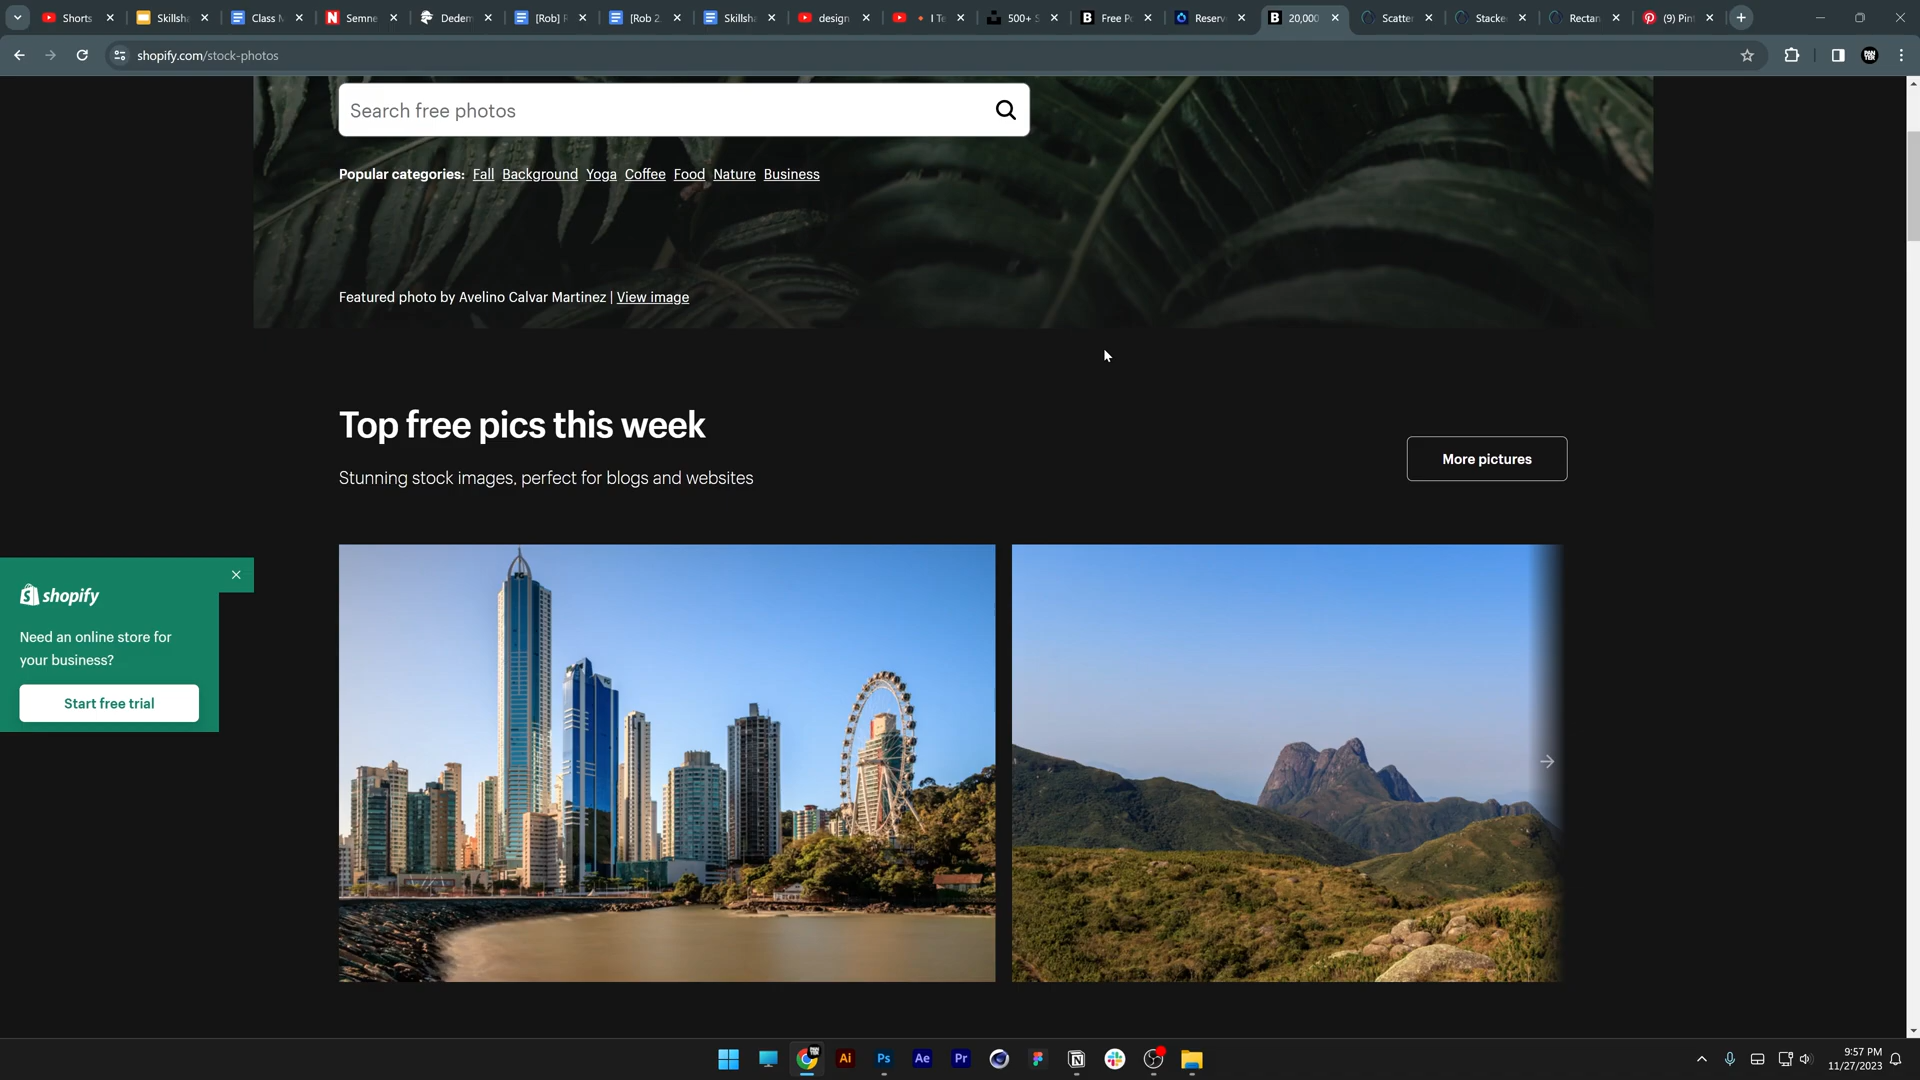 Shorts
Skillsh
Class M
Semne
Dedem
[Rob] F
[Rob 2
Skillsh
design
I Te
500+ S
Free P
Reserv
20,000
Scatte
Stacke
Rectan
(9) Pin
shopify.com/stock-photos
Search free photos
Popular categories: Fall Background Yoga Coffee Food Nature Business
Featured photo by Avelino Calvar Martinez | View image
Top free pics this week
Stunning stock images, perfect for blogs and websites
More pictures
shopify
Need an online store for
your business?
Start free trial
Ai Ps Ae Pr
9:57 PM
11/27/2023